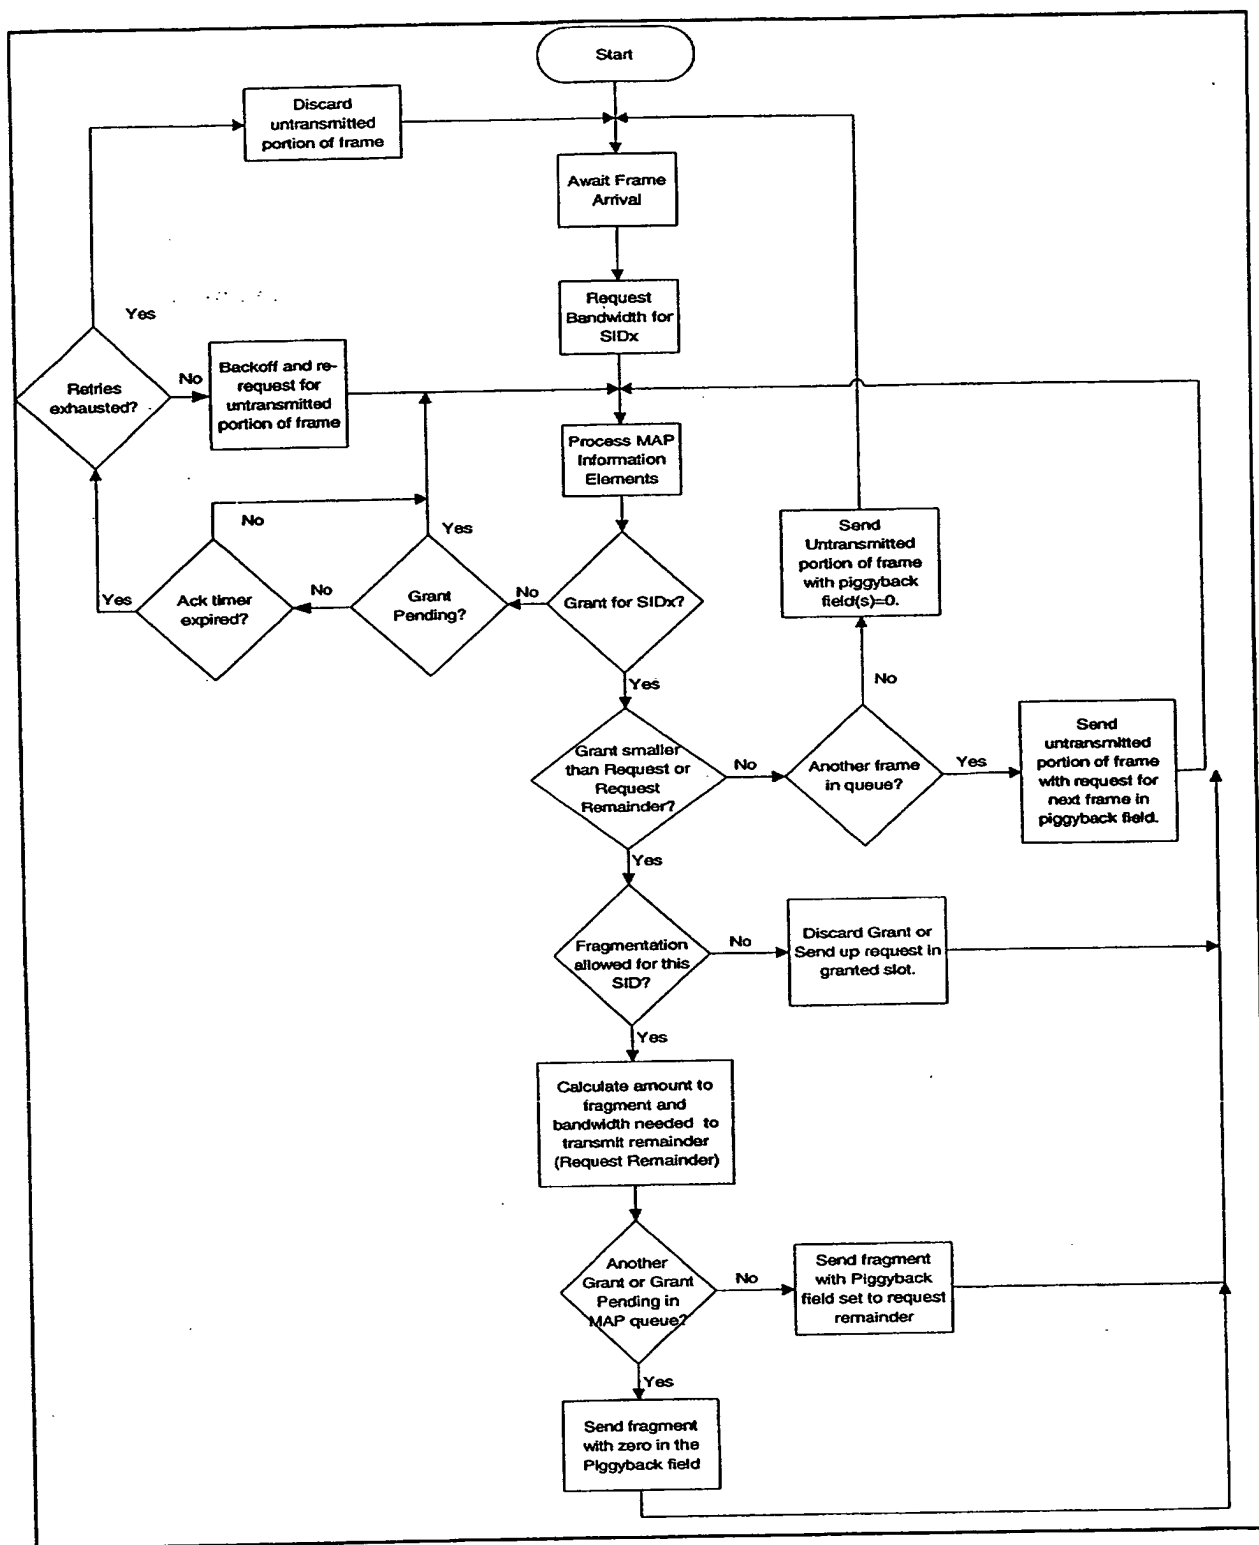 Start
Discard
untransmitted
portion of frame
Await Frame
Arrival
Request
Bandwidth for
SIDx
Yes
Retries
exhausted?
No
Backoff and re-
request for
untransmitted
portion of frame
Process MAP
Information
Elements
No
Yes
Send
Untransmitted
portion of frame
with piggyback
field(s)=0.
Yes
Ack timer
expired?
No
Grant
Pending?
No
Grant for SIDx?
Yes
No
Grant smaller
than Request or
Request
Remainder?
No
Another frame
in queue?
Yes
Send
untransmitted
portion of frame
with request for
next frame in
piggyback field.
Yes
Fragmentation
allowed for this
SID?
No
Discard Grant or
Send up request in
granted slot.
Yes
Calculate amount to
fragment and
bandwidth needed to
transmit remainder
(Request Remainder)
Another
Grant or Grant
Pending in
MAP queue?
No
Send fragment
with Piggyback
field set to request
remainder
Yes
Send fragment
with zero in the
Piggyback field